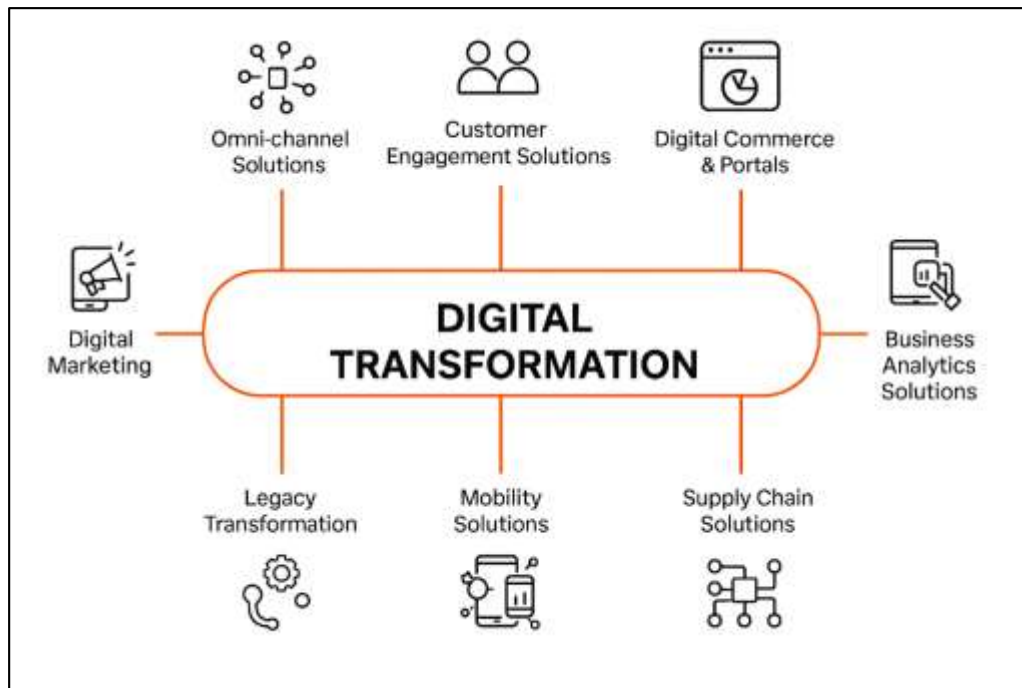 Omni-channel
Solutions
Customer
Engagement Solutions
Digital Commerce
& Portals
Digital
Marketing
DIGITAL
TRANSFORMATION
Business
Analytics
Solutions
Legacy
Transformation
Mobility
Solutions
Supply Chain
Solutions